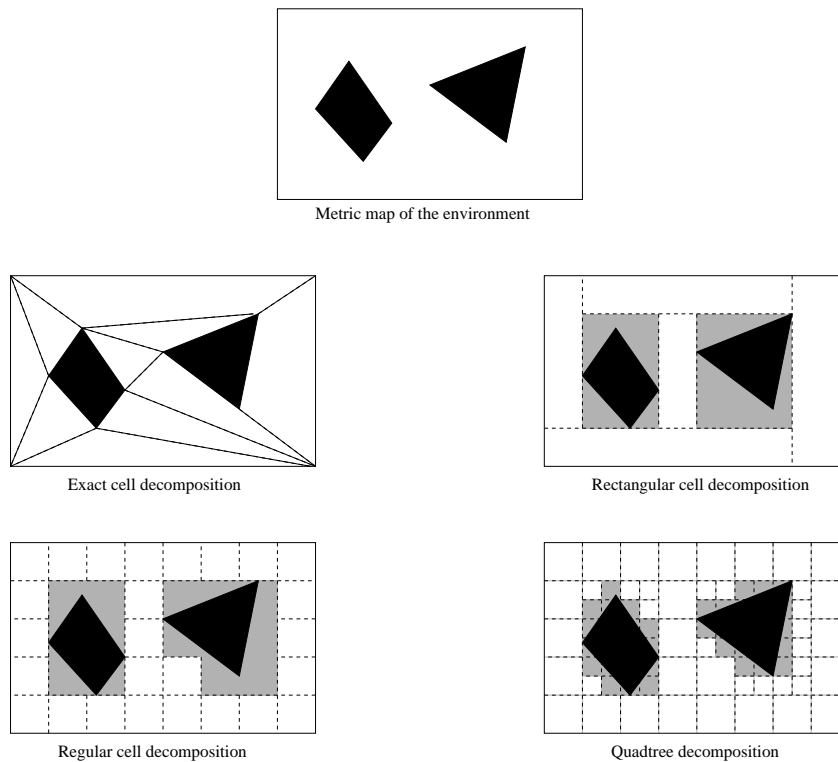 Metric map of the environment
Exact cell decomposition
Rectangular cell decomposition
Regular cell decomposition
Quadtree decomposition